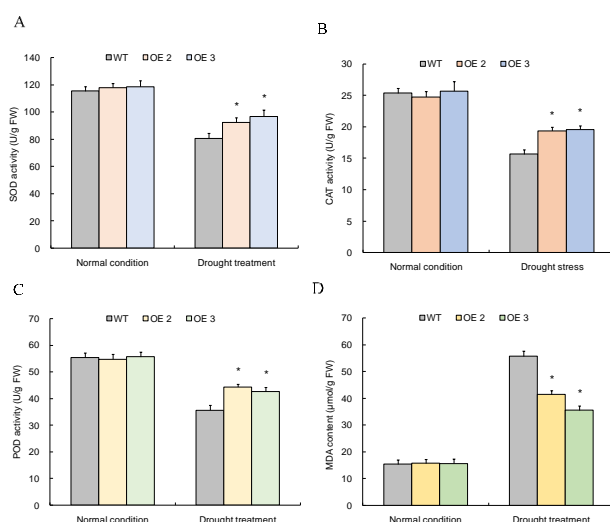 A
WT OE 2 OE 3
SOD activity (U/g FW)
140
120
100
80
60
40
20
0
* *
Normal condition Drought treatment
B
WT OE 2 OE 3
CAT activity (U/g FW)
30
25
20
15
10
5
0
* *
Normal condition Drought stress
C
WT OE 2 OE 3
POD activity (U/g FW)
70
60
50
40
30
20
10
0
* *
Normal condition Drought treatment
D
WT OE 2 OE 3
MDA content (μmol/g FW)
70
60
50
40
30
20
10
0
*
*
Normal condition Drought treatment